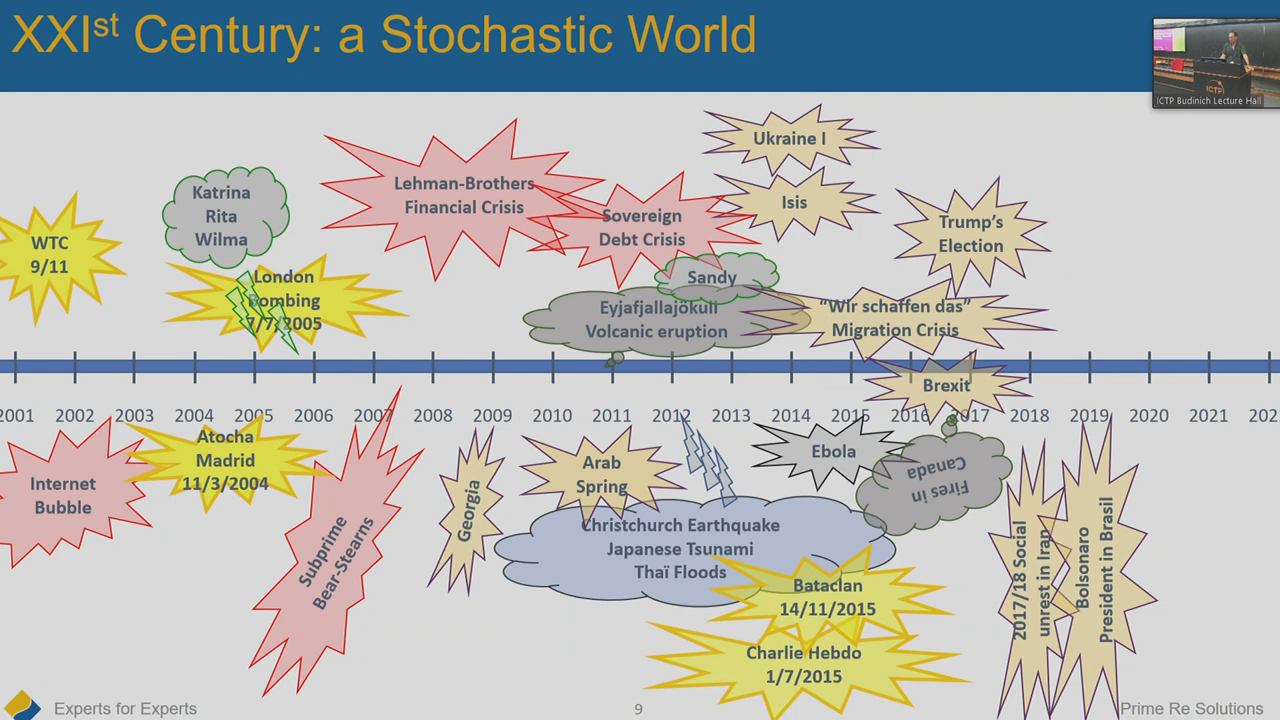 XXIst Century: a Stochastic World
ICTP
ICTP Budinich Lecture Hall
Ukraine I
Katrina
Rita
Wilma
Lehman-Brothers
Financial Crisis
Isis
Sovereign
Debt Crisis
Trump's
Election
WTC
9/11
London
Bombing
7/7/2005
Sandy
Eyjafjallajökull
Volcanic eruption
“Wir schaffen das”
Migration Crisis
Brexit
2001 2002 2003 2004 2005 2006 2007 2008 2009 2010 2011 2012 2013 2014 2015 2016 2017 2018 2019 2020 2021 202
Internet
Bubble
Atocha
Madrid
11/3/2004
Subprime
Bear-Stearns
Georgia
Arab
Spring
Ebola
Fires in
Canada
Christchurch Earthquake
Japanese Tsunami
Thaï Floods
Bataclan
14/11/2015
Charlie Hebdo
1/7/2015
2017/18 Social
unrest in Iran
Bolsonaro
President in Brasil
Experts for Experts
9
Prime Re Solutions